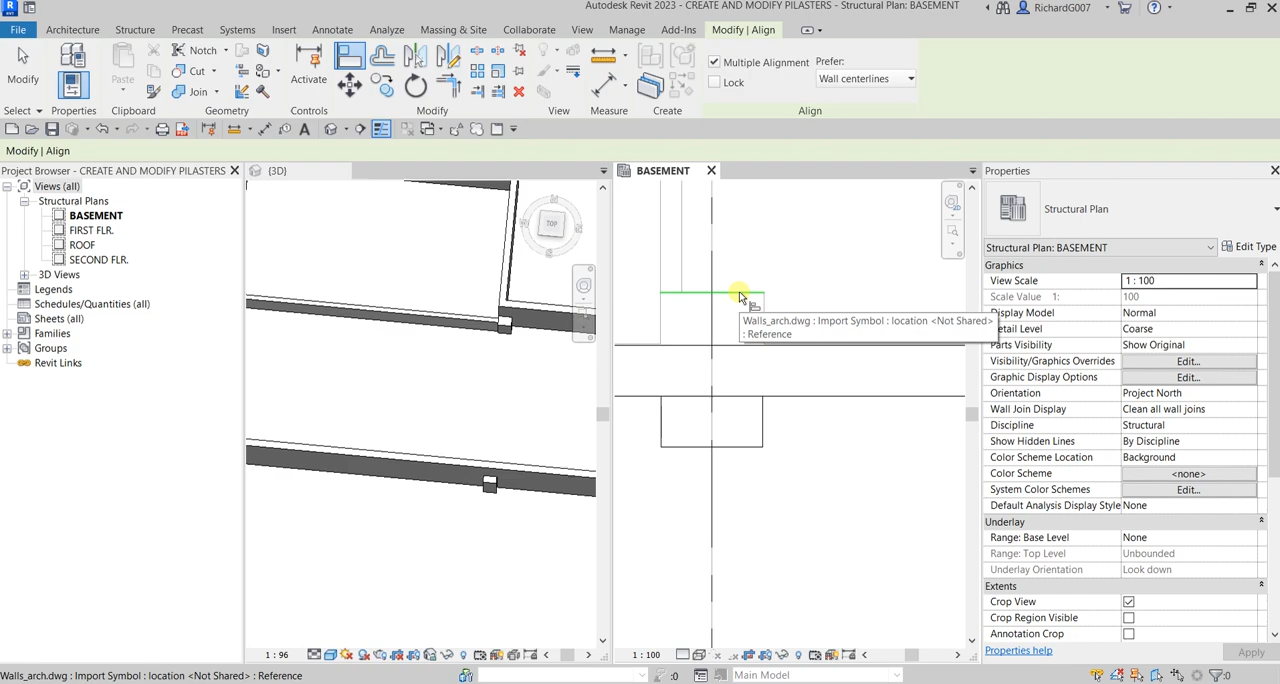 Autodesk Revit 2023 - CREATE AND MODIFY PILASTERS - Structural Plan: BASEMENT
RichardG007
File Architecture Structure Precast Systems Insert Annotate Analyze Massing & Site Collaborate View Manage Add-Ins Modify | Align
Modify
Paste
Notch
Cut
Join
Activate
Multiple Alignment
Lock
Prefer:
Wall centerlines
Select Properties Clipboard Geometry Controls Modify View Measure Create Align
Modify | Align
Project Browser - CREATE AND MODIFY PILASTERS
Views (all)
Structural Plans
BASEMENT
FIRST FLR.
ROOF
SECOND FLR.
3D Views
Legends
Schedules/Quantities (all)
Sheets (all)
Families
Groups
Revit Links
{3D}
TOP
1 : 96
BASEMENT
2D
Walls_arch.dwg : Import Symbol : location <Not Shared>
: Reference
1 : 100
Properties
Structural Plan
Structural Plan: BASEMENT
Edit Type
Graphics
View Scale 1 : 100
Scale Value 1: 100
Display Model Normal
etail Level Coarse
Parts Visibility Show Original
Visibility/Graphics Overrides Edit...
Graphic Display Options Edit...
Orientation Project North
Wall Join Display Clean all wall joins
Discipline Structural
Show Hidden Lines By Discipline
Color Scheme Location Background
Color Scheme <none>
System Color Schemes Edit...
Default Analysis Display Style None
Underlay
Range: Base Level None
Range: Top Level Unbounded
Underlay Orientation Look down
Extents
Crop View
Crop Region Visible
Annotation Crop
Properties help
Apply
Walls_arch.dwg : Import Symbol : location <Not Shared> : Reference
:0
Main Model
:0